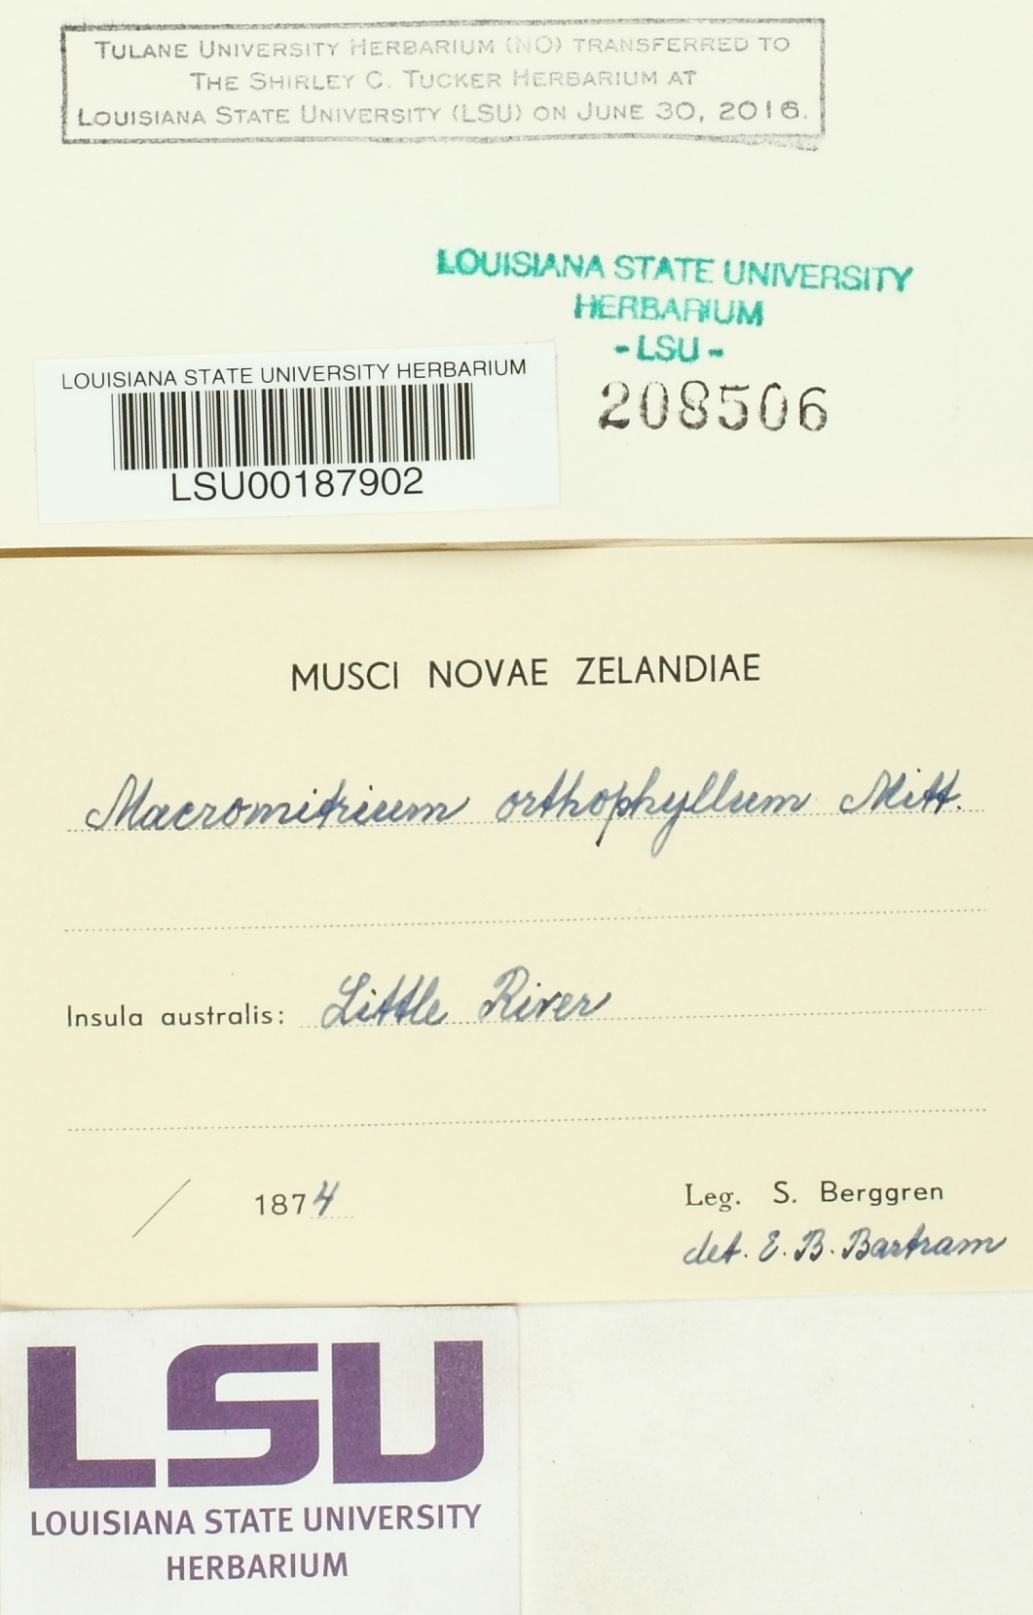 TULANE UNIVERSITY HERBARIUM (NO) TRANSFERRED TO
THE SHIRLEY C. TUCKER HERBARIUM AT
LOUISIANA STATE UNIVERSITY (LSU) ON JUNE 30, 2016.
LOUISIANA STATE UNIVERSITY
HERBARIUM
- LSU -
208506
LOUISIANA STATE UNIVERSITY HERBARIUM
LSU00187902
MUSCI NOVAE ZELANDIAE
Macromitrium orthophyllum Mitt.
Insula australis: Little River
/ 1874
Leg. S. Berggren
det. E. B. Bartram
LSU
LOUISIANA STATE UNIVERSITY
HERBARIUM